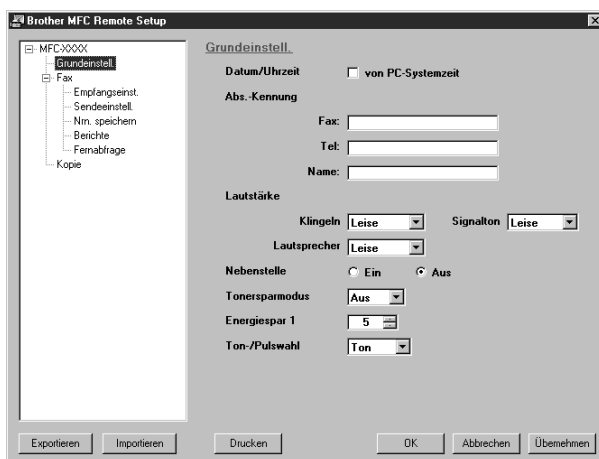 Brother MFC Remote Setup
MFC-XXXX
Grundeinstell.
Fax
Empfangseinst.
Sendeeinstell.
Nrn. speichern
Berichte
Fernabfrage
Kopie
Grundeinstell.
Datum/Uhrzeit von PC-Systemzeit
Abs.-Kennung
Fax:
Tel:
Name:
Lautstärke
Klingeln Leise Signalton Leise
Lautsprecher Leise
Nebenstelle Ein Aus
Tonersparmodus Aus
Energiespar 1 5
Ton-/Pulswahl Ton
Exportieren Importieren Drucken OK Abbrechen Übernehmen